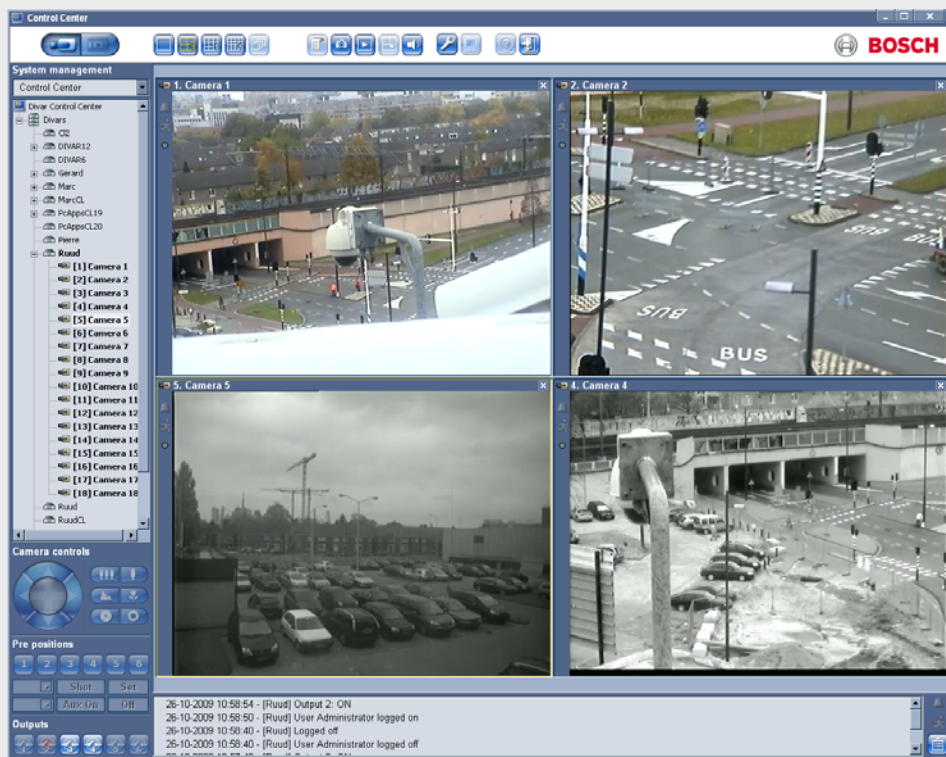 Control Center
BOSCH
System management
Control Center
Divar Control Center
Divars
DIVAR12
DIVAR6
Gerard
Marc
MarcCL
PcAppsCL19
PcAppsCL20
Pierre
Ruud
[1] Camera 1
[2] Camera 2
[3] Camera 3
[4] Camera 4
[5] Camera 5
[6] Camera 6
[7] Camera 7
[8] Camera 8
[9] Camera 9
[10] Camera 10
[11] Camera 11
[12] Camera 12
[13] Camera 13
[14] Camera 14
[15] Camera 15
[16] Camera 16
[17] Camera 17
[18] Camera 18
Ruud
RuudCL
Camera controls
Pre positions
1 2 3 4 5 6
Shot Set
Aux On Off
Outputs
1. Camera 1
2. Camera 2
BUS
BUS
BUS
5. Camera 5
4. Camera 4
26-10-2009 10:58:54 - [Ruud] Output 2: ON
26-10-2009 10:58:50 - [Ruud] User Administrator logged on
26-10-2009 10:58:40 - [Ruud] Logged off
26-10-2009 10:58:40 - [Ruud] User Administrator logged off